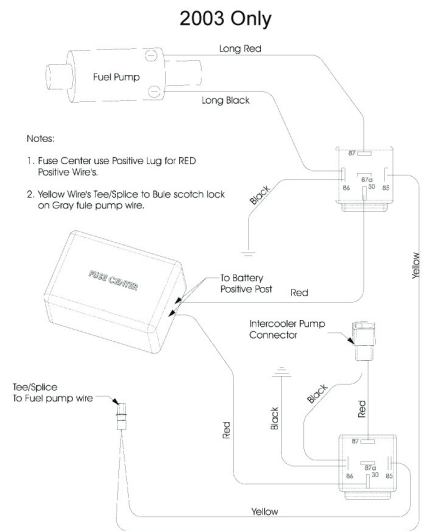 2003 Only
Long Red
Fuel Pump
Long Black
Notes:
1. Fuse Center use Positive Lug for RED
Positive Wire's.
2. Yellow Wire's Tee/Splice to Bule scotch lock
on Gray fule pump wire.
87
86
87a
30
85
Black
Yellow
FUSE CENTER
To Battery
Positive Post
Red
Intercooler Pump
Connector
Tee/Splice
To Fuel pump wire
Red
Black
Black
Red
87
86
87a
30
85
Yellow